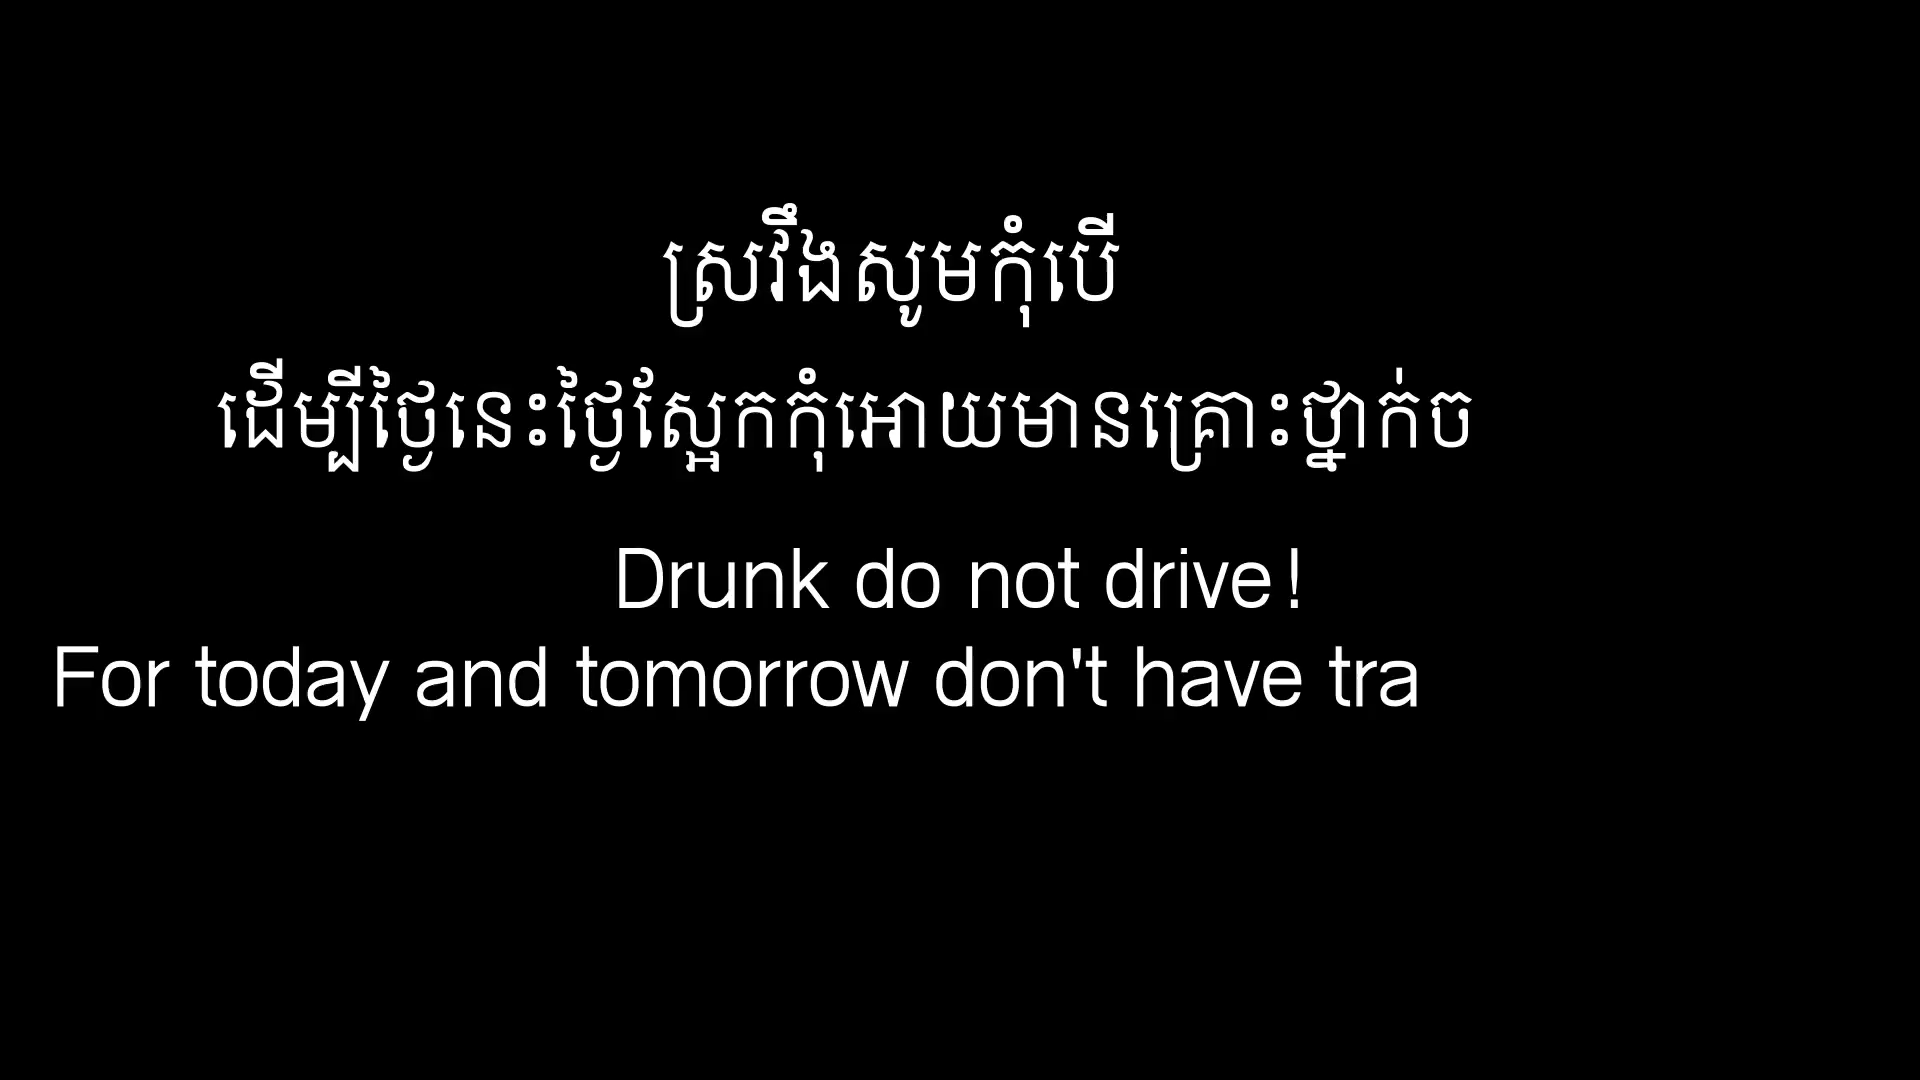 ស្រវឹងសូមកុំបើ
ដើម្បីថ្ងៃនេះថ្ងៃស្អែកកុំអោយមានគ្រោះថ្នាក់ច
Drunk do not drive!
For today and tomorrow don't have tra